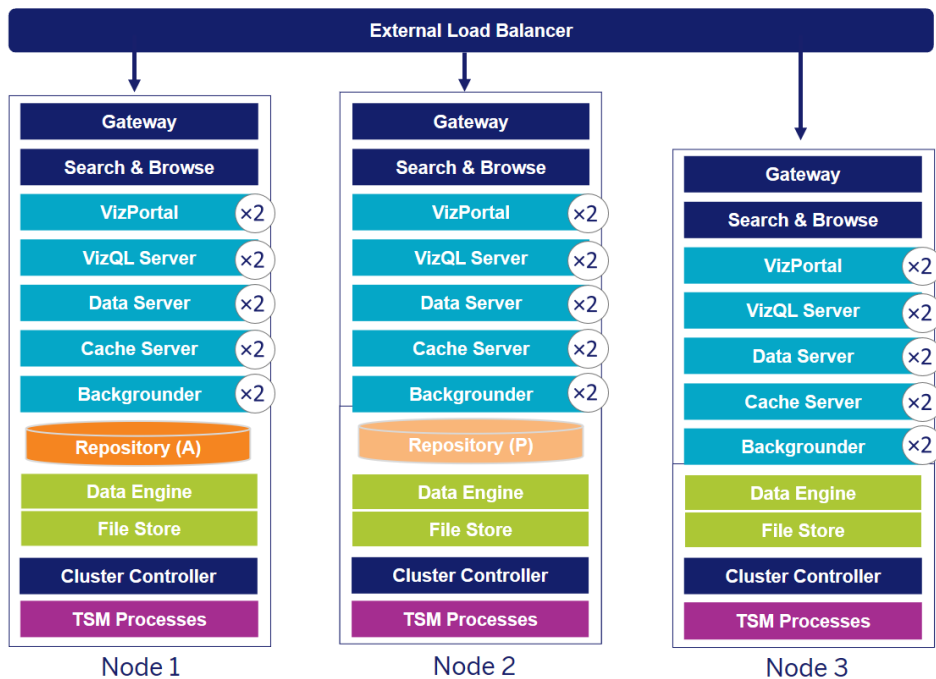 External Load Balancer
Gateway
Search & Browse
VizPortal
×2
VizQL Server
×2
Data Server
×2
Cache Server
×2
Backgrounder
×2
Repository (A)
Data Engine
File Store
Cluster Controller
TSM Processes
Node 1
Gateway
Search & Browse
VizPortal
×2
VizQL Server
×2
Data Server
×2
Cache Server
×2
Backgrounder
×2
Repository (P)
Data Engine
File Store
Cluster Controller
TSM Processes
Node 2
Gateway
Search & Browse
VizPortal
×2
VizQL Server
×2
Data Server
×2
Cache Server
×2
Backgrounder
×2
Data Engine
File Store
Cluster Controller
TSM Processes
Node 3